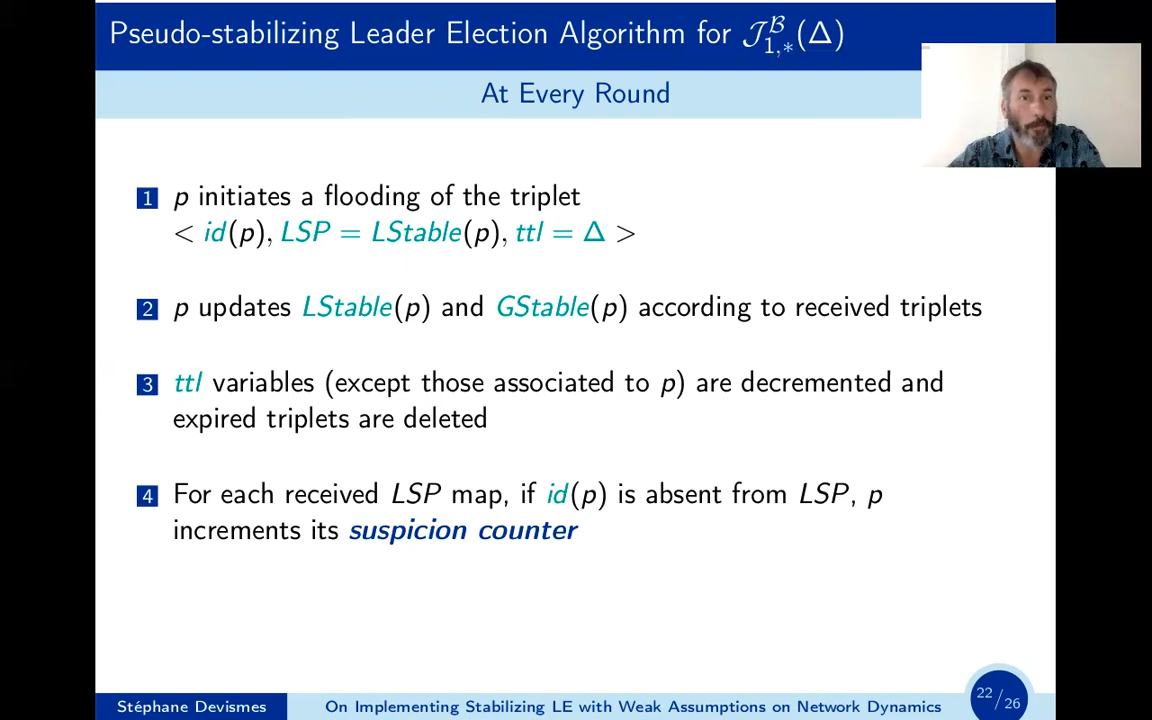 Pseudo-stabilizing Leader Election Algorithm for 𝒥^ℬ_{1,*}(Δ)
At Every Round
1 p initiates a flooding of the triplet
< id(p), LSP = LStable(p), ttl = Δ >
2 p updates LStable(p) and GStable(p) according to received triplets
3 ttl variables (except those associated to p) are decremented and
expired triplets are deleted
4 For each received LSP map, if id(p) is absent from LSP, p
increments its suspicion counter
Stéphane Devismes
On Implementing Stabilizing LE with Weak Assumptions on Network Dynamics
22/26